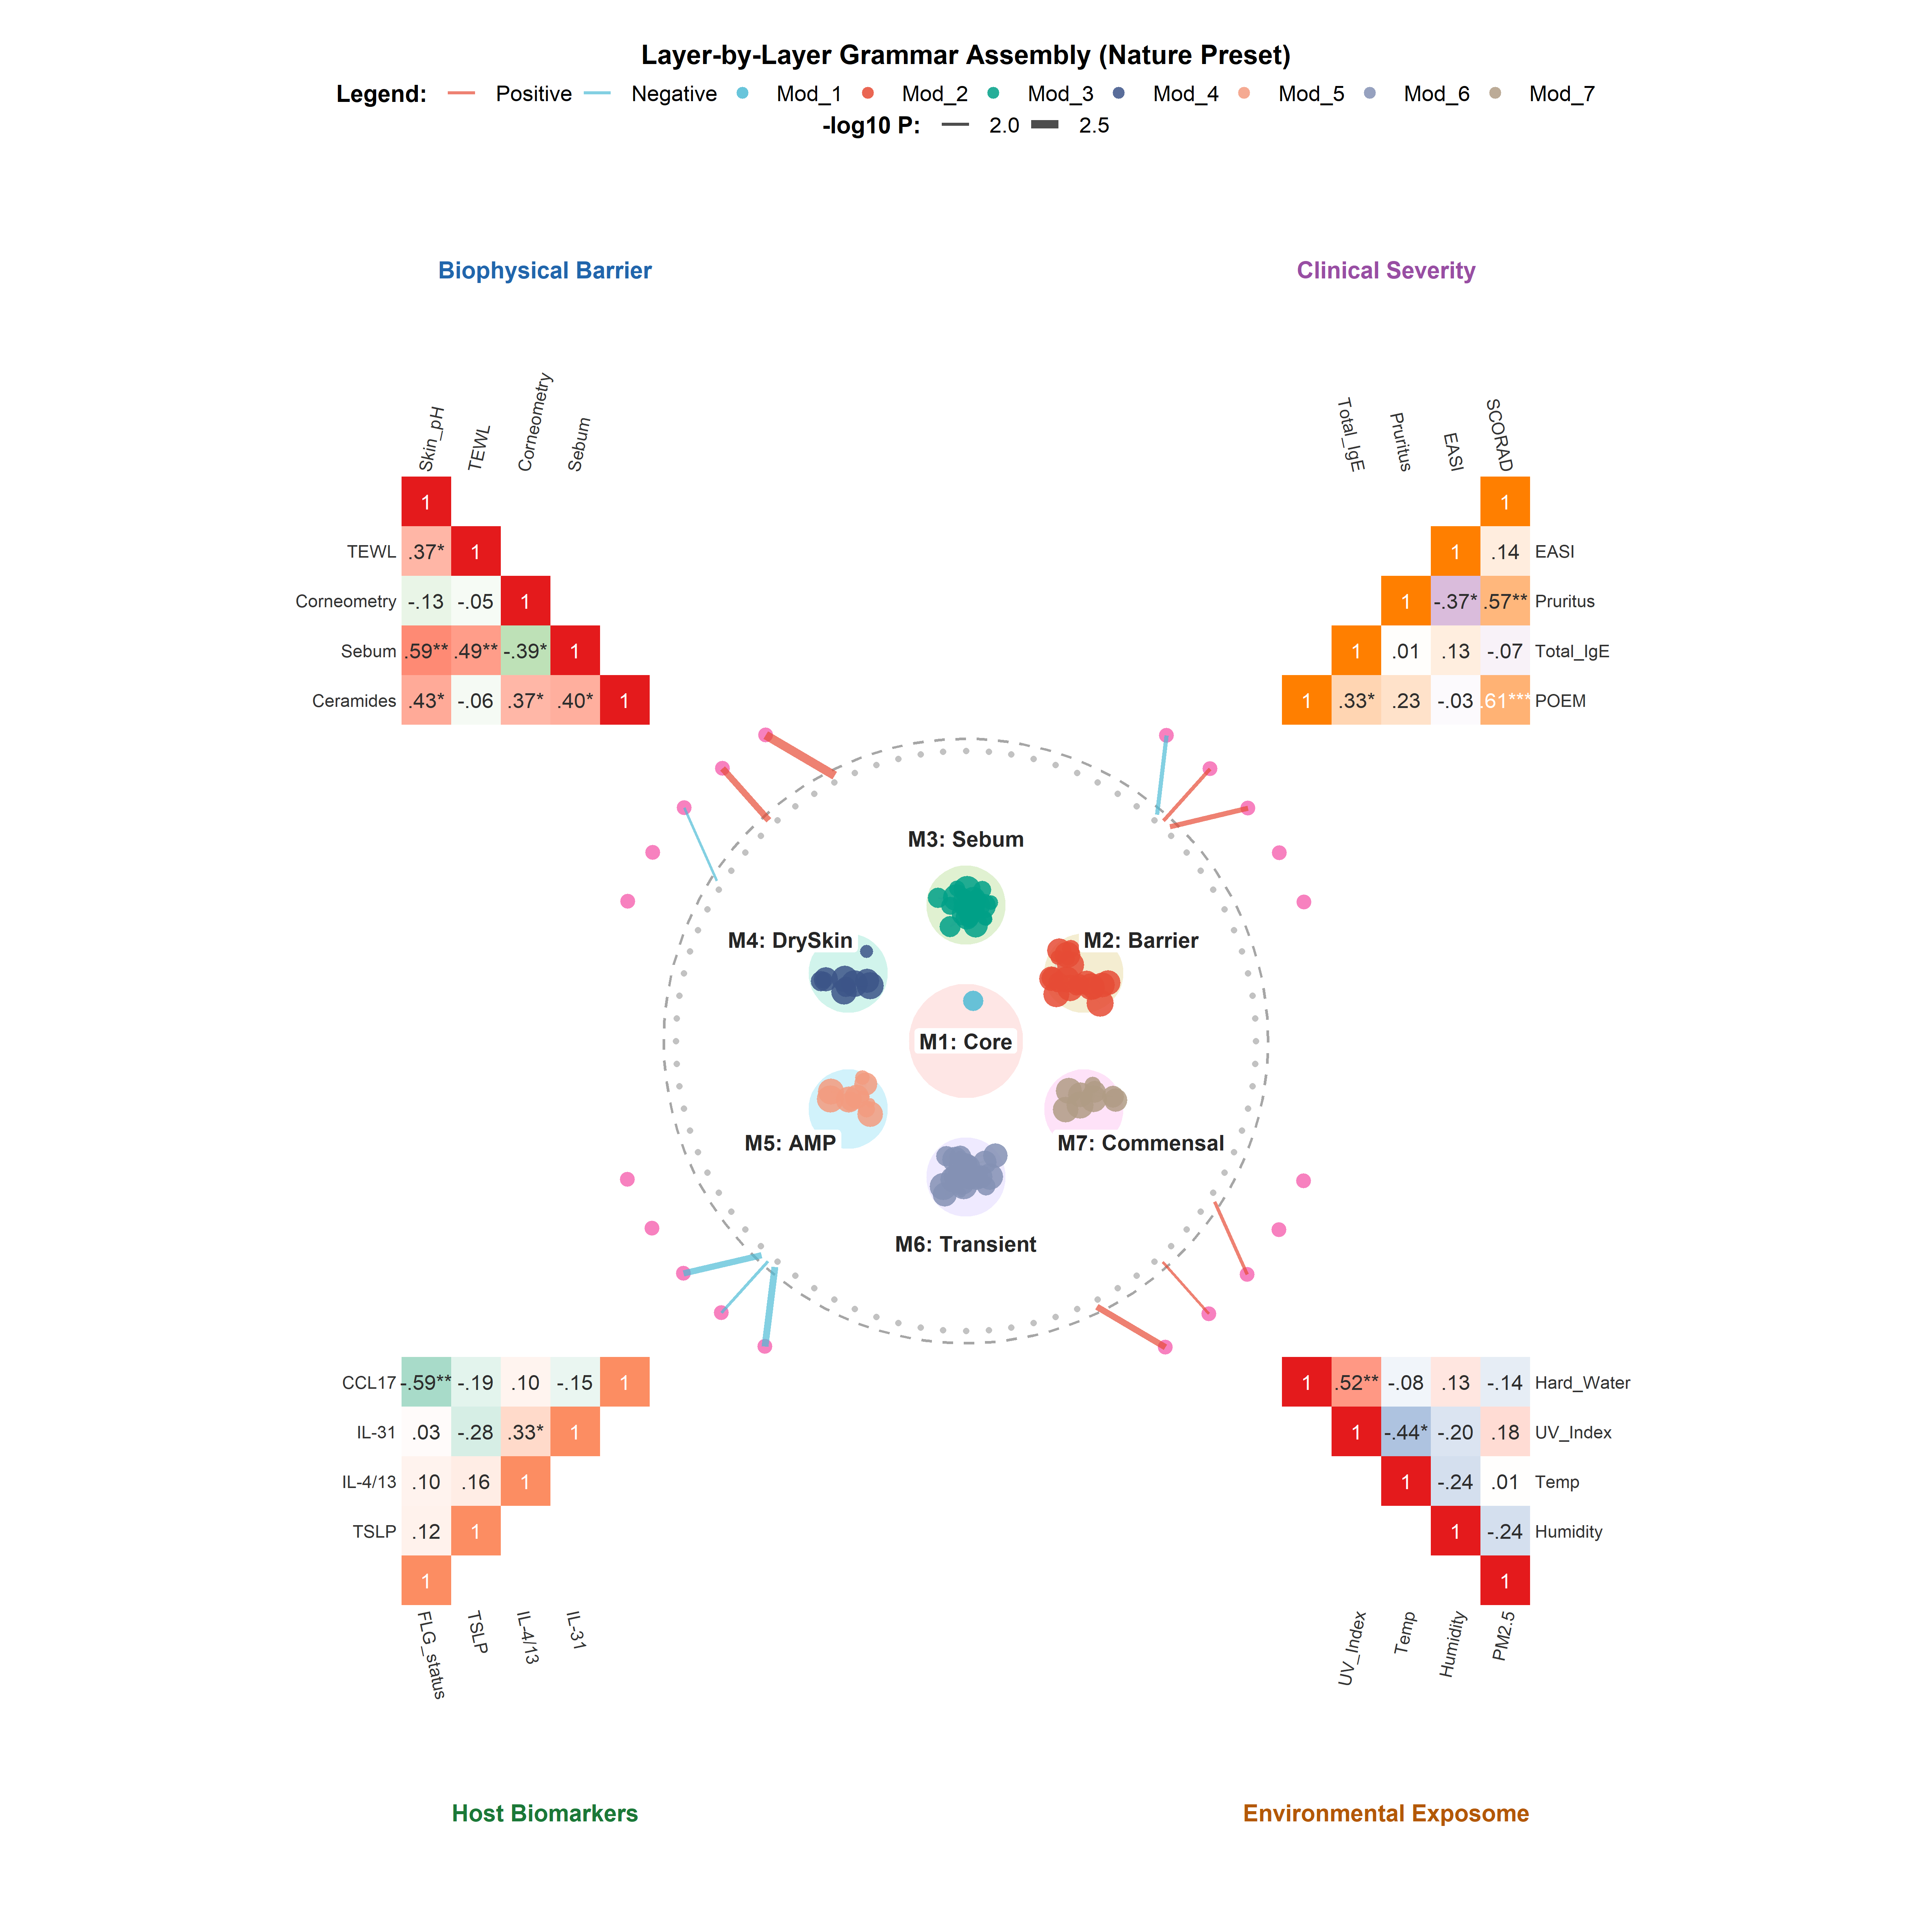 Layer-by-Layer Grammar Assembly (Nature Preset)
Legend: Positive Negative Mod_1 Mod_2 Mod_3 Mod_4 Mod_5 Mod_6 Mod_7
-log10 P: 2.0 2.5
Biophysical Barrier
Skin_pH TEWL Corneometry Sebum
1
TEWL .37* 1
Corneometry -.13 -.05 1
Sebum .59** .49** -.39* 1
Ceramides .43* -.06 .37* .40* 1
Clinical Severity
Total_IgE Pruritus EASI SCORAD
1
1 .14 EASI
1 -.37* .57** Pruritus
1 .01 .13 -.07 Total_IgE
1 .33* .23 -.03 .61*** POEM
M3: Sebum
M4: DrySkin
M2: Barrier
M1: Core
M5: AMP
M7: Commensal
M6: Transient
CCL17 -.59** -.19 .10 -.15 1
IL-31 .03 -.28 .33* 1
IL-4/13 .10 .16 1
TSLP .12 1
1
FLG_status TSLP IL-4/13 IL-31
Host Biomarkers
1 .52** -.08 .13 -.14 Hard_Water
1 -.44* -.20 .18 UV_Index
1 -.24 .01 Temp
1 -.24 Humidity
1
UV_Index Temp Humidity PM2.5
Environmental Exposome